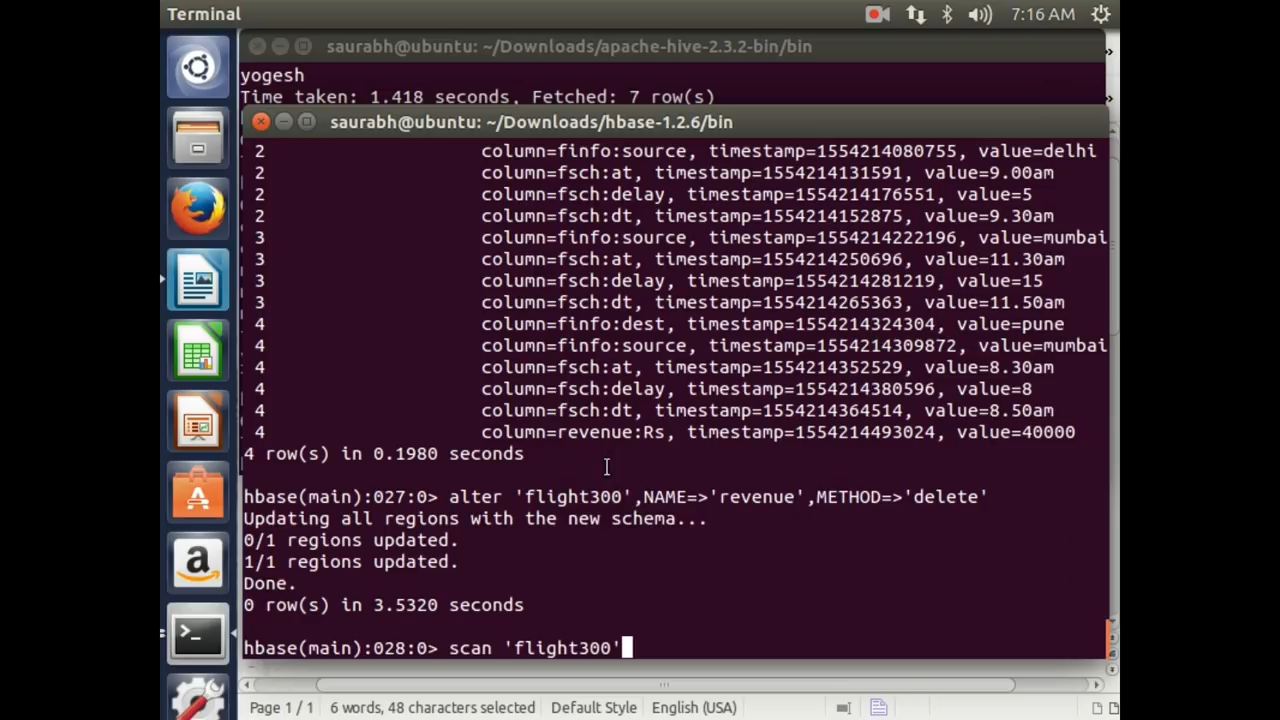 Terminal
7:16 AM
saurabh@ubuntu: ~/Downloads/apache-hive-2.3.2-bin/bin
yogesh
Time taken: 1.418 seconds, Fetched: 7 row(s)
saurabh@ubuntu: ~/Downloads/hbase-1.2.6/bin
2 column=finfo:source, timestamp=1554214080755, value=delhi
2 column=fsch:at, timestamp=1554214131591, value=9.00am
2 column=fsch:delay, timestamp=1554214176551, value=5
2 column=fsch:dt, timestamp=1554214152875, value=9.30am
3 column=finfo:source, timestamp=1554214222196, value=mumbai
3 column=fsch:at, timestamp=1554214250696, value=11.30am
3 column=fsch:delay, timestamp=1554214281219, value=15
3 column=fsch:dt, timestamp=1554214265363, value=11.50am
4 column=finfo:dest, timestamp=1554214324304, value=pune
4 column=finfo:source, timestamp=1554214309872, value=mumbai
4 column=fsch:at, timestamp=1554214352529, value=8.30am
4 column=fsch:delay, timestamp=1554214380596, value=8
4 column=fsch:dt, timestamp=1554214364514, value=8.50am
4 column=revenue:Rs, timestamp=1554214493024, value=40000
4 row(s) in 0.1980 seconds
hbase(main):027:0> alter 'flight300',NAME=>'revenue',METHOD=>'delete'
Updating all regions with the new schema...
0/1 regions updated.
1/1 regions updated.
Done.
0 row(s) in 3.5320 seconds
hbase(main):028:0> scan 'flight300'
Page 1 / 1 6 words, 48 characters selected Default Style English (USA)